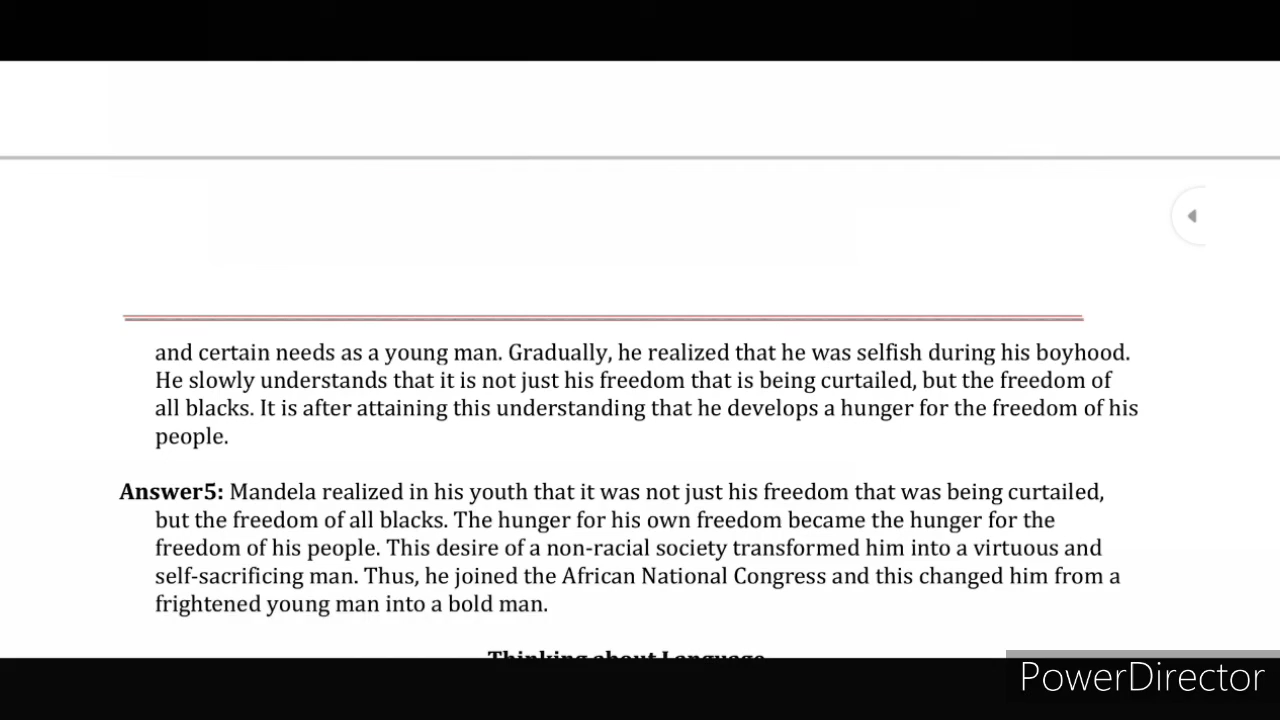 and certain needs as a young man. Gradually, he realized that he was selfish during his boyhood.
He slowly understands that it is not just his freedom that is being curtailed, but the freedom of
all blacks. It is after attaining this understanding that he develops a hunger for the freedom of his
people.
Answer5: Mandela realized in his youth that it was not just his freedom that was being curtailed,
but the freedom of all blacks. The hunger for his own freedom became the hunger for the
freedom of his people. This desire of a non-racial society transformed him into a virtuous and
self-sacrificing man. Thus, he joined the African National Congress and this changed him from a
frightened young man into a bold man.
Thinking about Language
PowerDirector